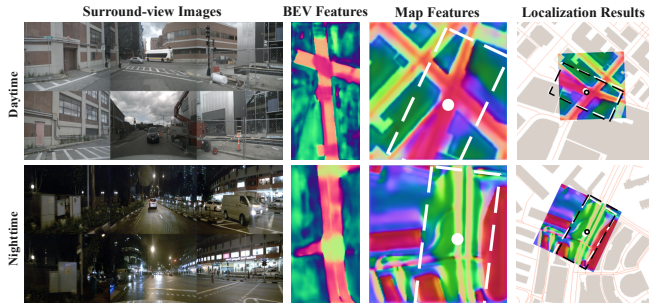 Surround-view Images BEV Features Map Features Localization Results
Daytime
Nighttime